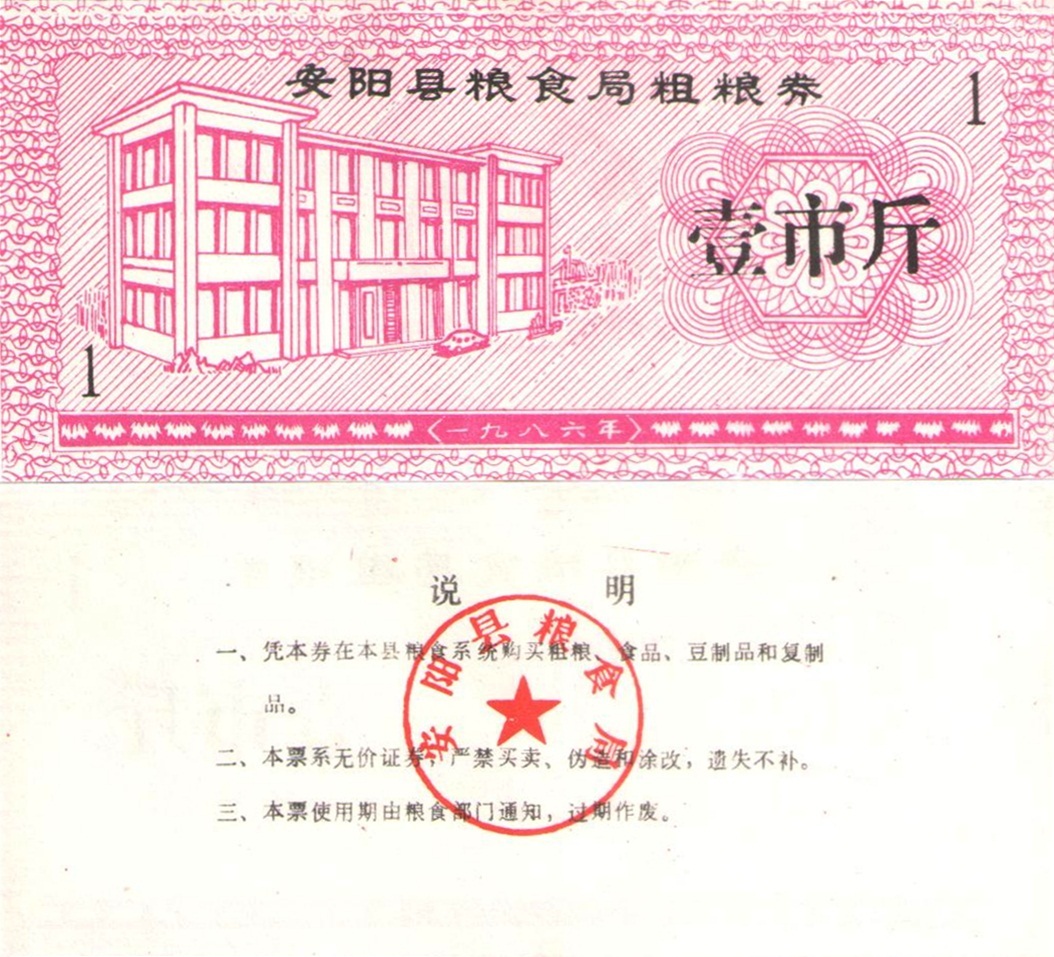 安阳县粮食局粗粮券
1
壹市斤
1
一九八六年
说明
一、凭本券在本县粮食系统购买粗粮、食品、豆制品和复制
品。
二、本票系无价证券，严禁买卖、伪造和涂改，遗失不补。
三、本票使用期由粮食部门通知，过期作废。
安阳县粮食局